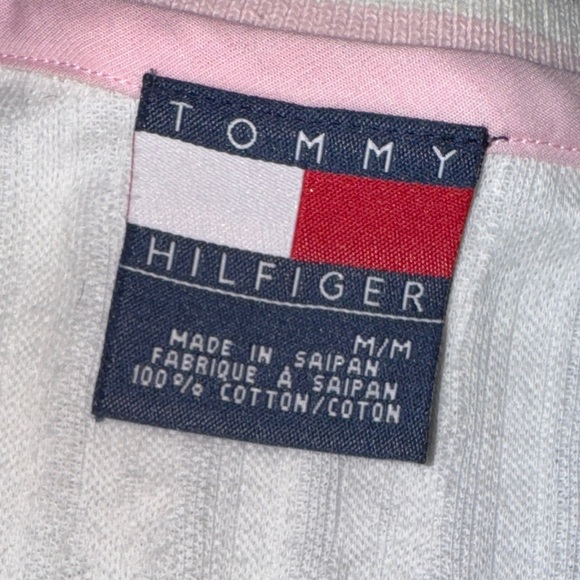 TOMMY
HILFIGER
M/M
MADE IN SAIPAN
FABRIQUE À SAIPAN
100% COTTON/COTON